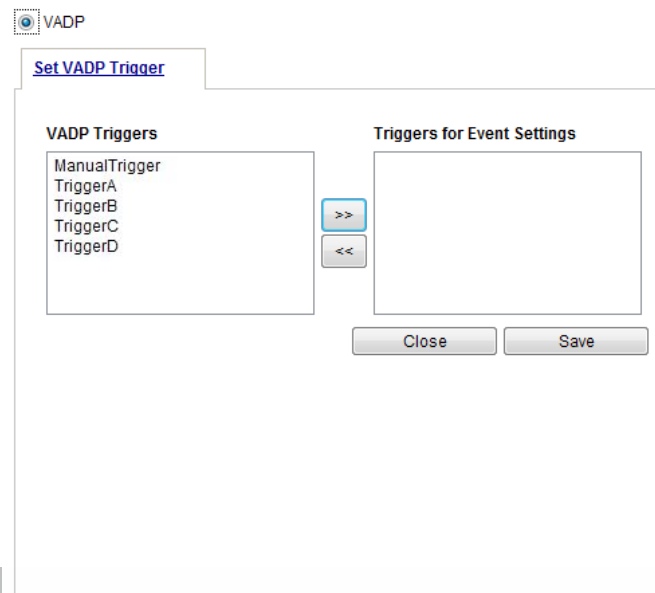 VADP
Set VADP Trigger
VADP Triggers
Triggers for Event Settings
ManualTrigger
TriggerA
TriggerB
TriggerC
TriggerD
>>
<<
Close
Save